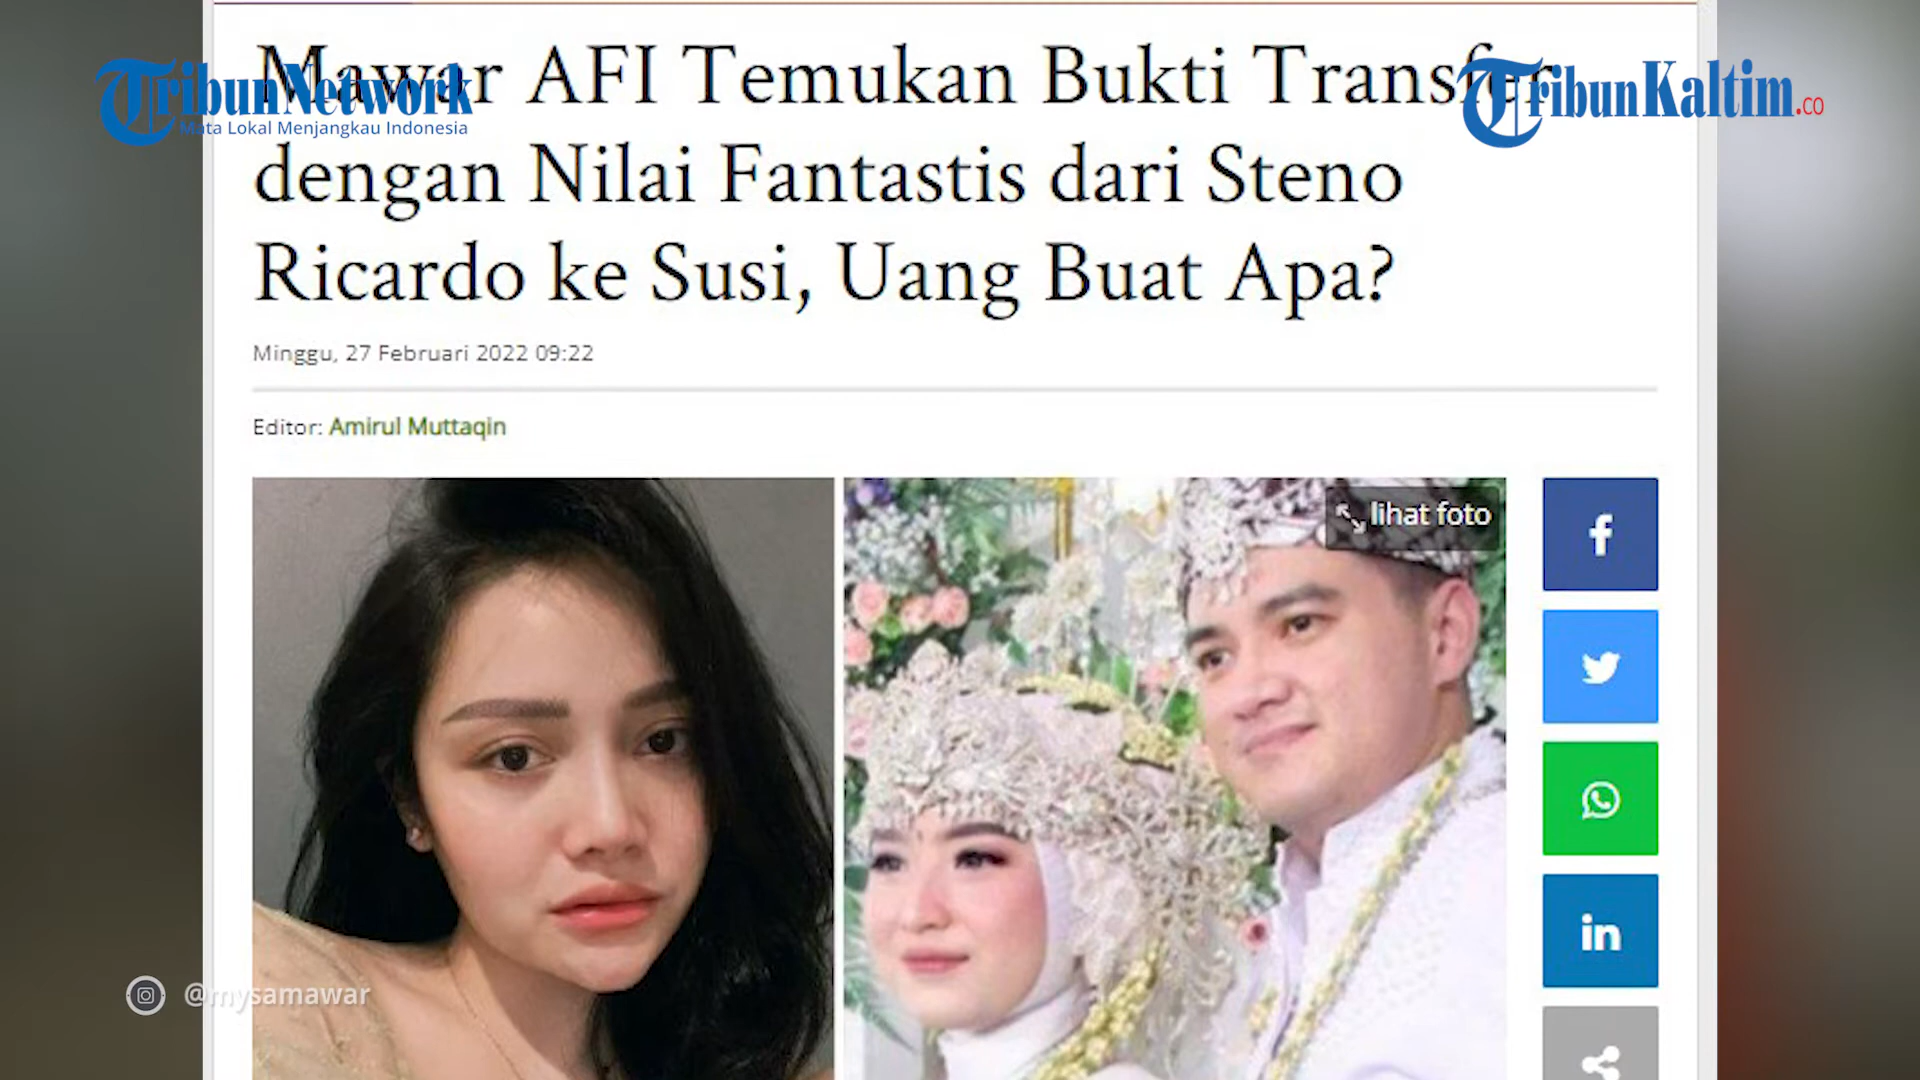 Mawar AFI Temukan Bukti Transfer
TribunNetwork
Mata Lokal Menjangkau Indonesia
TribunKaltim.co
dengan Nilai Fantastis dari Steno
Ricardo ke Susi, Uang Buat Apa?
Minggu, 27 Februari 2022 09:22
Editor: Amirul Muttaqin
lihat foto
f
in
@mysamawar